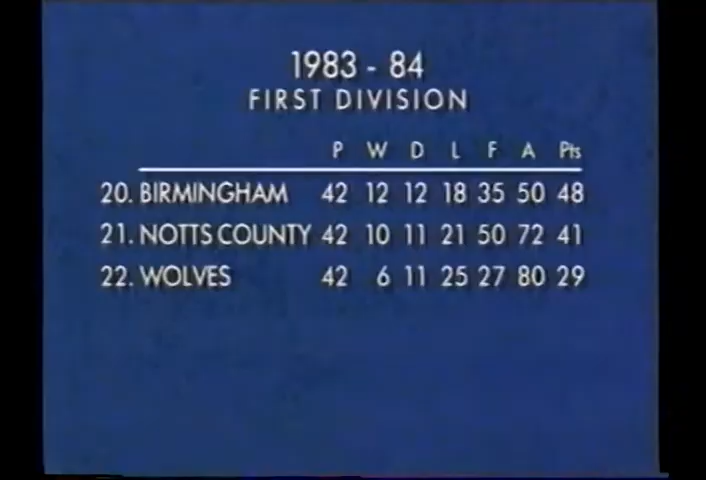 1983 - 84
FIRST DIVISION
P W D L F A Pts
20. BIRMINGHAM 42 12 12 18 35 50 48
21. NOTTS COUNTY 42 10 11 21 50 72 41
22. WOLVES 42 6 11 25 27 80 29